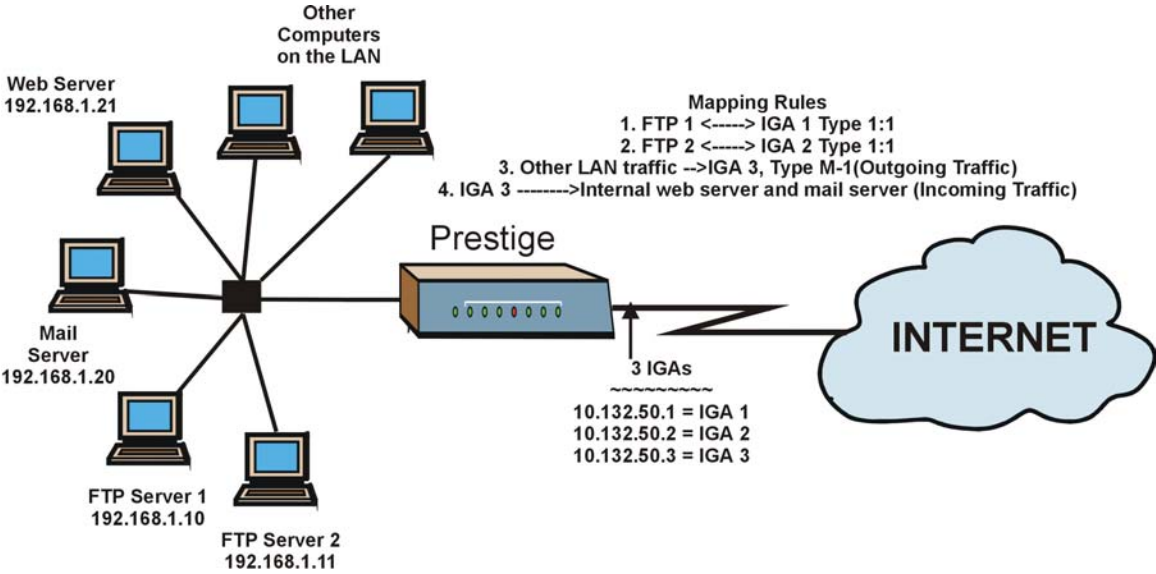 Other
Computers
on the LAN
Web Server
192.168.1.21
Mapping Rules
1. FTP 1 <-----> IGA 1 Type 1:1
2. FTP 2 <-----> IGA 2 Type 1:1
3. Other LAN traffic -->IGA 3, Type M-1(Outgoing Traffic)
4. IGA 3 -------->Internal web server and mail server (Incoming Traffic)
Prestige
Mail
Server
192.168.1.20
INTERNET
3 IGAs
~~~~~~~~~
10.132.50.1 = IGA 1
10.132.50.2 = IGA 2
10.132.50.3 = IGA 3
FTP Server 1
192.168.1.10
FTP Server 2
192.168.1.11